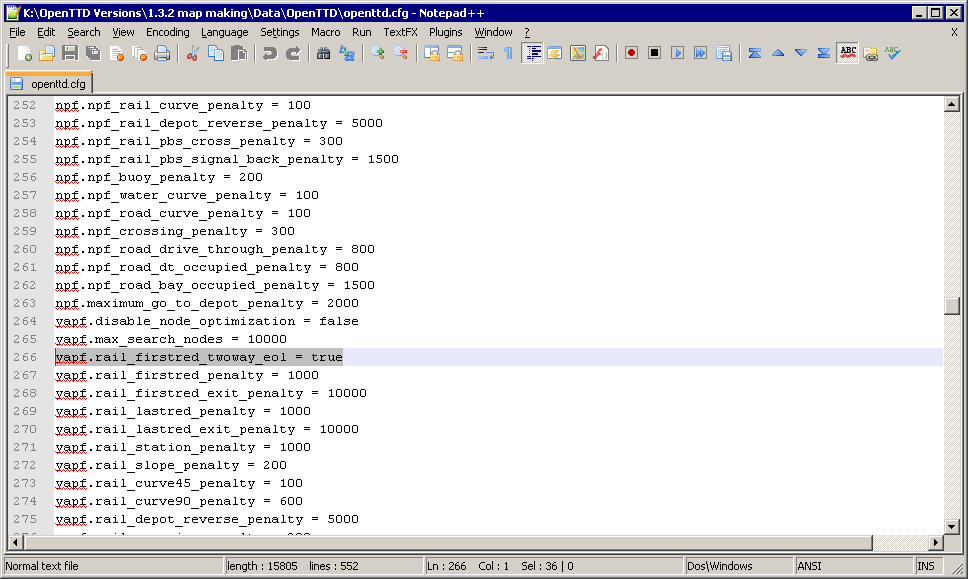 K:\OpenTTD Versions\1.3.2 map making\Data\OpenTTD\openttd.cfg - Notepad++
File Edit Search View Encoding Language Settings Macro Run TextFX Plugins Window ? X
openttd.cfg
252 npf.npf_rail_curve_penalty = 100
253 npf.npf_rail_depot_reverse_penalty = 5000
254 npf.npf_rail_pbs_cross_penalty = 300
255 npf.npf_rail_pbs_signal_back_penalty = 1500
256 npf.npf_buoy_penalty = 200
257 npf.npf_water_curve_penalty = 100
258 npf.npf_road_curve_penalty = 100
259 npf.npf_crossing_penalty = 300
260 npf.npf_road_drive_through_penalty = 800
261 npf.npf_road_dt_occupied_penalty = 800
262 npf.npf_road_bay_occupied_penalty = 1500
263 npf.maximum_go_to_depot_penalty = 2000
264 yapf.disable_node_optimization = false
265 yapf.max_search_nodes = 10000
266 yapf.rail_firstred_twoway_eol = true
267 yapf.rail_firstred_penalty = 1000
268 yapf.rail_firstred_exit_penalty = 10000
269 yapf.rail_lastred_penalty = 1000
270 yapf.rail_lastred_exit_penalty = 10000
271 yapf.rail_station_penalty = 1000
272 yapf.rail_slope_penalty = 200
273 yapf.rail_curve45_penalty = 100
274 yapf.rail_curve90_penalty = 600
275 yapf.rail_depot_reverse_penalty = 5000
Normal text file length : 15805 lines : 552 Ln : 266 Col : 1 Sel : 36 | 0 Dos\Windows ANSI INS